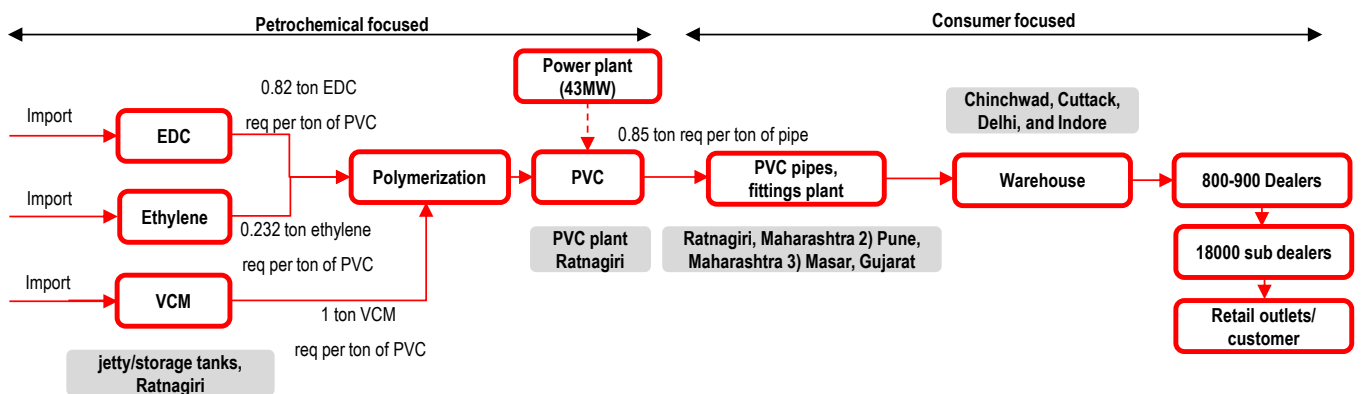 Petrochemical focused
Consumer focused
Import
EDC
0.82 ton EDC
req per ton of PVC
Import
Ethylene
0.232 ton ethylene
req per ton of PVC
Import
VCM
1 ton VCM
req per ton of PVC
jetty/storage tanks,
Ratnagiri
Polymerization
Power plant
(43MW)
PVC
PVC plant
Ratnagiri
0.85 ton req per ton of pipe
PVC pipes,
fittings plant
Ratnagiri, Maharashtra 2) Pune,
Maharashtra 3) Masar, Gujarat
Chinchwad, Cuttack,
Delhi, and Indore
Warehouse
800-900 Dealers
18000 sub dealers
Retail outlets/
customer